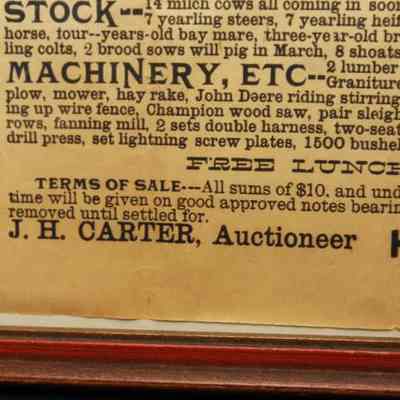 STOCK--14 milch cows all coming in soon
7 yearling steers, 7 yearling heif
horse, four--years-old bay mare, three-year-old br
ling colts, 2 brood sows will pig in March, 8 shoats
MACHINERY, ETC--2 lumber
Graniture
plow, mower, hay rake, John Deere riding stirring
ing up wire fence, Champion wood saw, pair sleigh
rows, fanning mill, 2 sets double harness, two-seat
drill press, set lightning screw plates, 1500 bushel
FREE LUNCH
TERMS OF SALE---All sums of $10. and und
time will be given on good approved notes bearin
removed until settled for.
J. H. CARTER, Auctioneer H